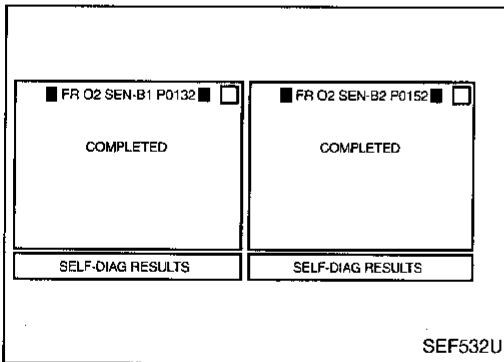 FR O2 SEN-B1 P0132
COMPLETED
SELF-DIAG RESULTS
FR O2 SEN-B2 P0152
COMPLETED
SELF-DIAG RESULTS
SEF532U